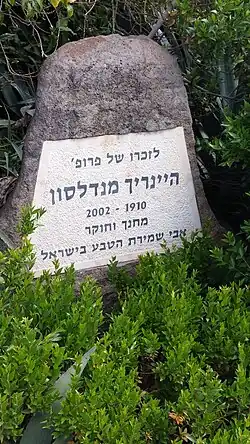 לזכרו של פרופ'
היינריך מנדלסון
1910 - 2002
מחנך וחוקר
אבי שמירת הטבע בישראל